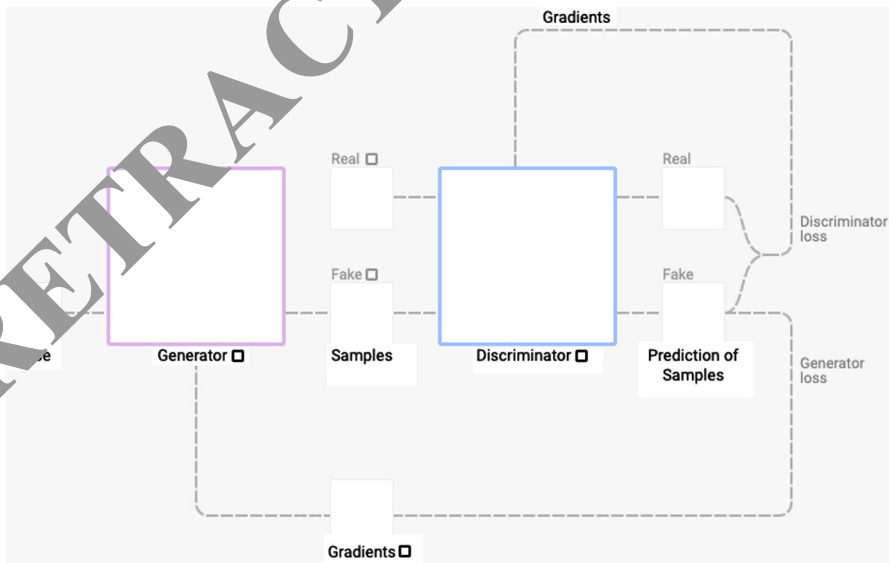 Gradients
Real
Real
Discriminator
loss
Fake
Fake
Generator
Samples
Discriminator
Prediction of
Samples
Generator
loss
Gradients